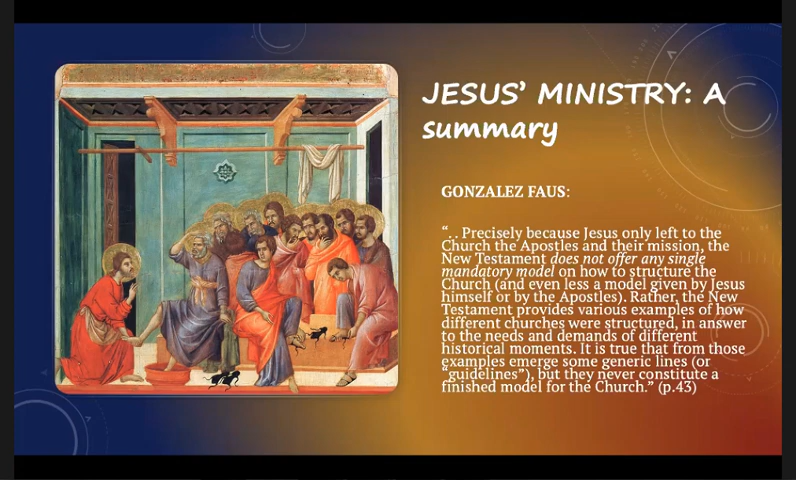 JESUS’ MINISTRY: A
summary
GONZALEZ FAUS:
“. . Precisely because Jesus only left to the
Church the Apostles and their mission, the
New Testament does not offer any single
mandatory model on how to structure the
Church (and even less a model given by Jesus
himself or by the Apostles). Rather, the New
Testament provides various examples of how
different churches were structured, in answer
to the needs and demands of different
historical moments. It is true that from those
examples emerge some generic lines (or
“guidelines”), but they never constitute a
finished model for the Church.” (p.43)